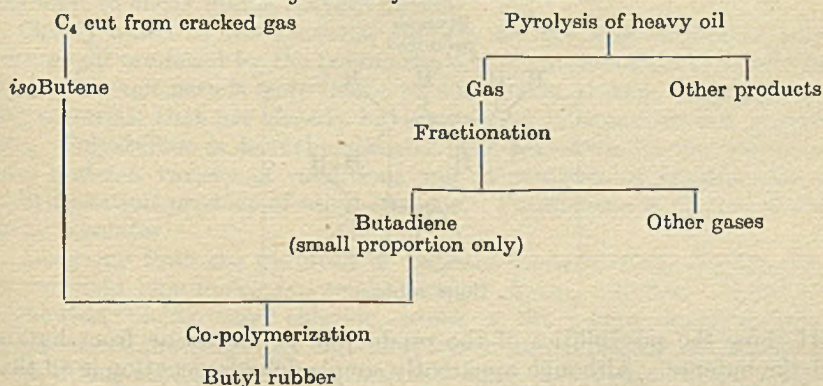 C₄ cut from cracked gas
Pyrolysis of heavy oil
isoButene
Gas
Other products
Fractionation
Butadiene
(small proportion only)
Other gases
Co-polymerization
Butyl rubber